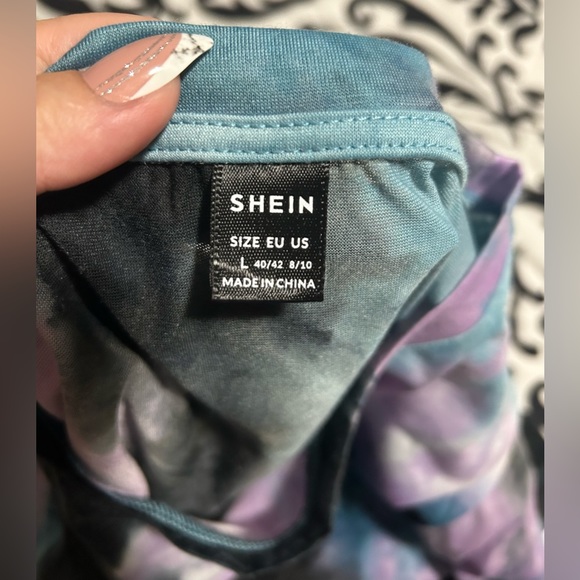 SHEIN
SIZE EU US
L 40/42 8/10
MADE IN CHINA